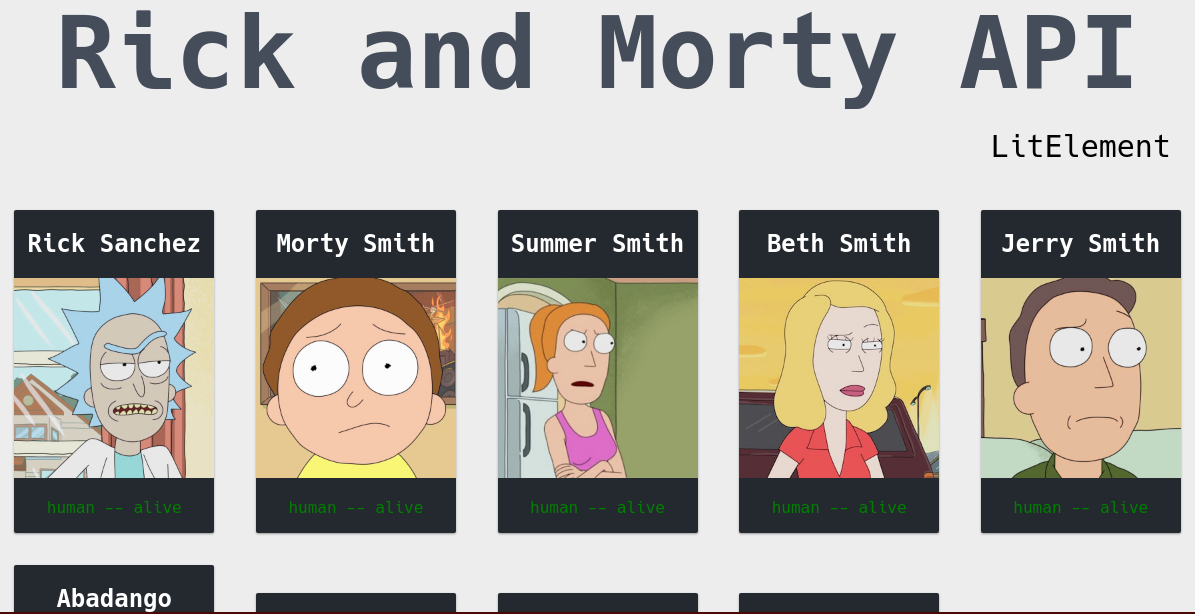 Rick and Morty API
LitElement
Rick Sanchez
Morty Smith
Summer Smith
Beth Smith
Jerry Smith
human -- alive
human -- alive
human -- alive
human -- alive
human -- alive
Abadango